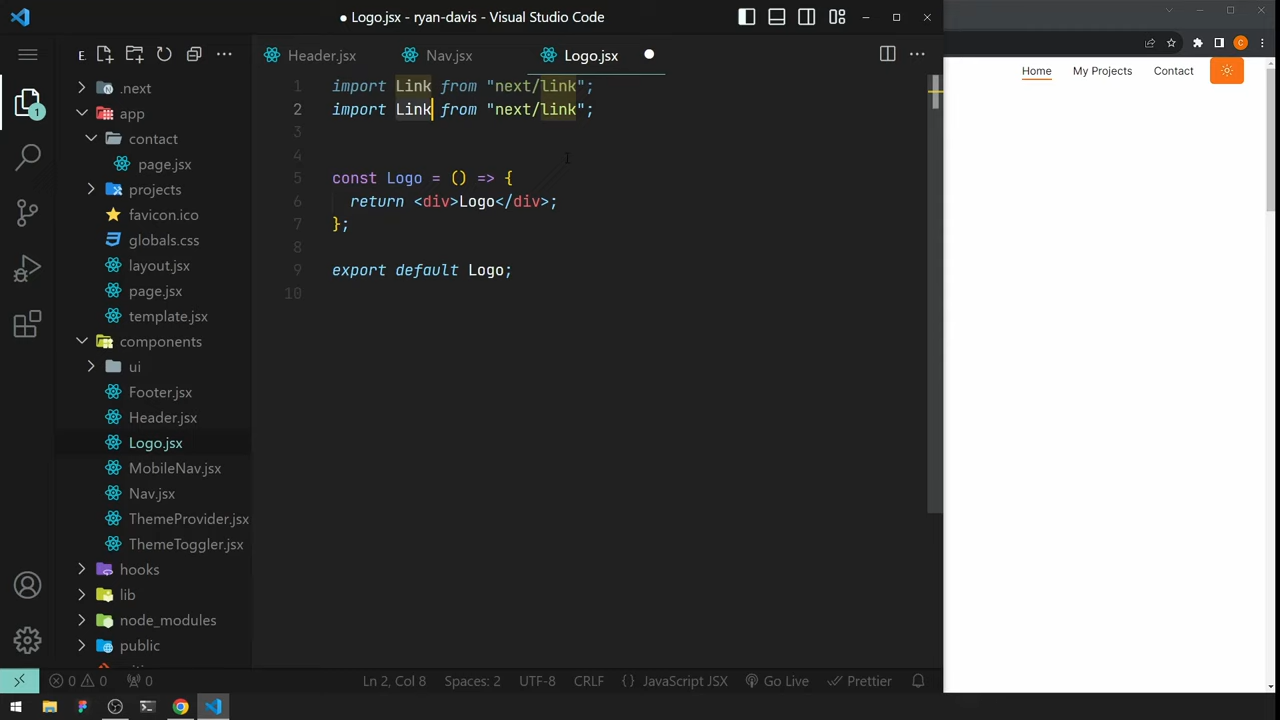 Logo.jsx - ryan-davis - Visual Studio Code
E
Header.jsx
Nav.jsx
Logo.jsx
.next
app
contact
page.jsx
projects
favicon.ico
globals.css
layout.jsx
page.jsx
template.jsx
components
ui
Footer.jsx
Header.jsx
Logo.jsx
MobileNav.jsx
Nav.jsx
ThemeProvider.jsx
ThemeToggler.jsx
hooks
lib
node_modules
public
1
1 import Link from "next/link";
2 import Link from "next/link";
3
4
5 const Logo = () => {
6 return <div>Logo</div>;
7 };
8
9 export default Logo;
10
Home My Projects Contact
C
0 0 0 Ln 2, Col 8 Spaces: 2 UTF-8 CRLF {} JavaScript JSX Go Live Prettier